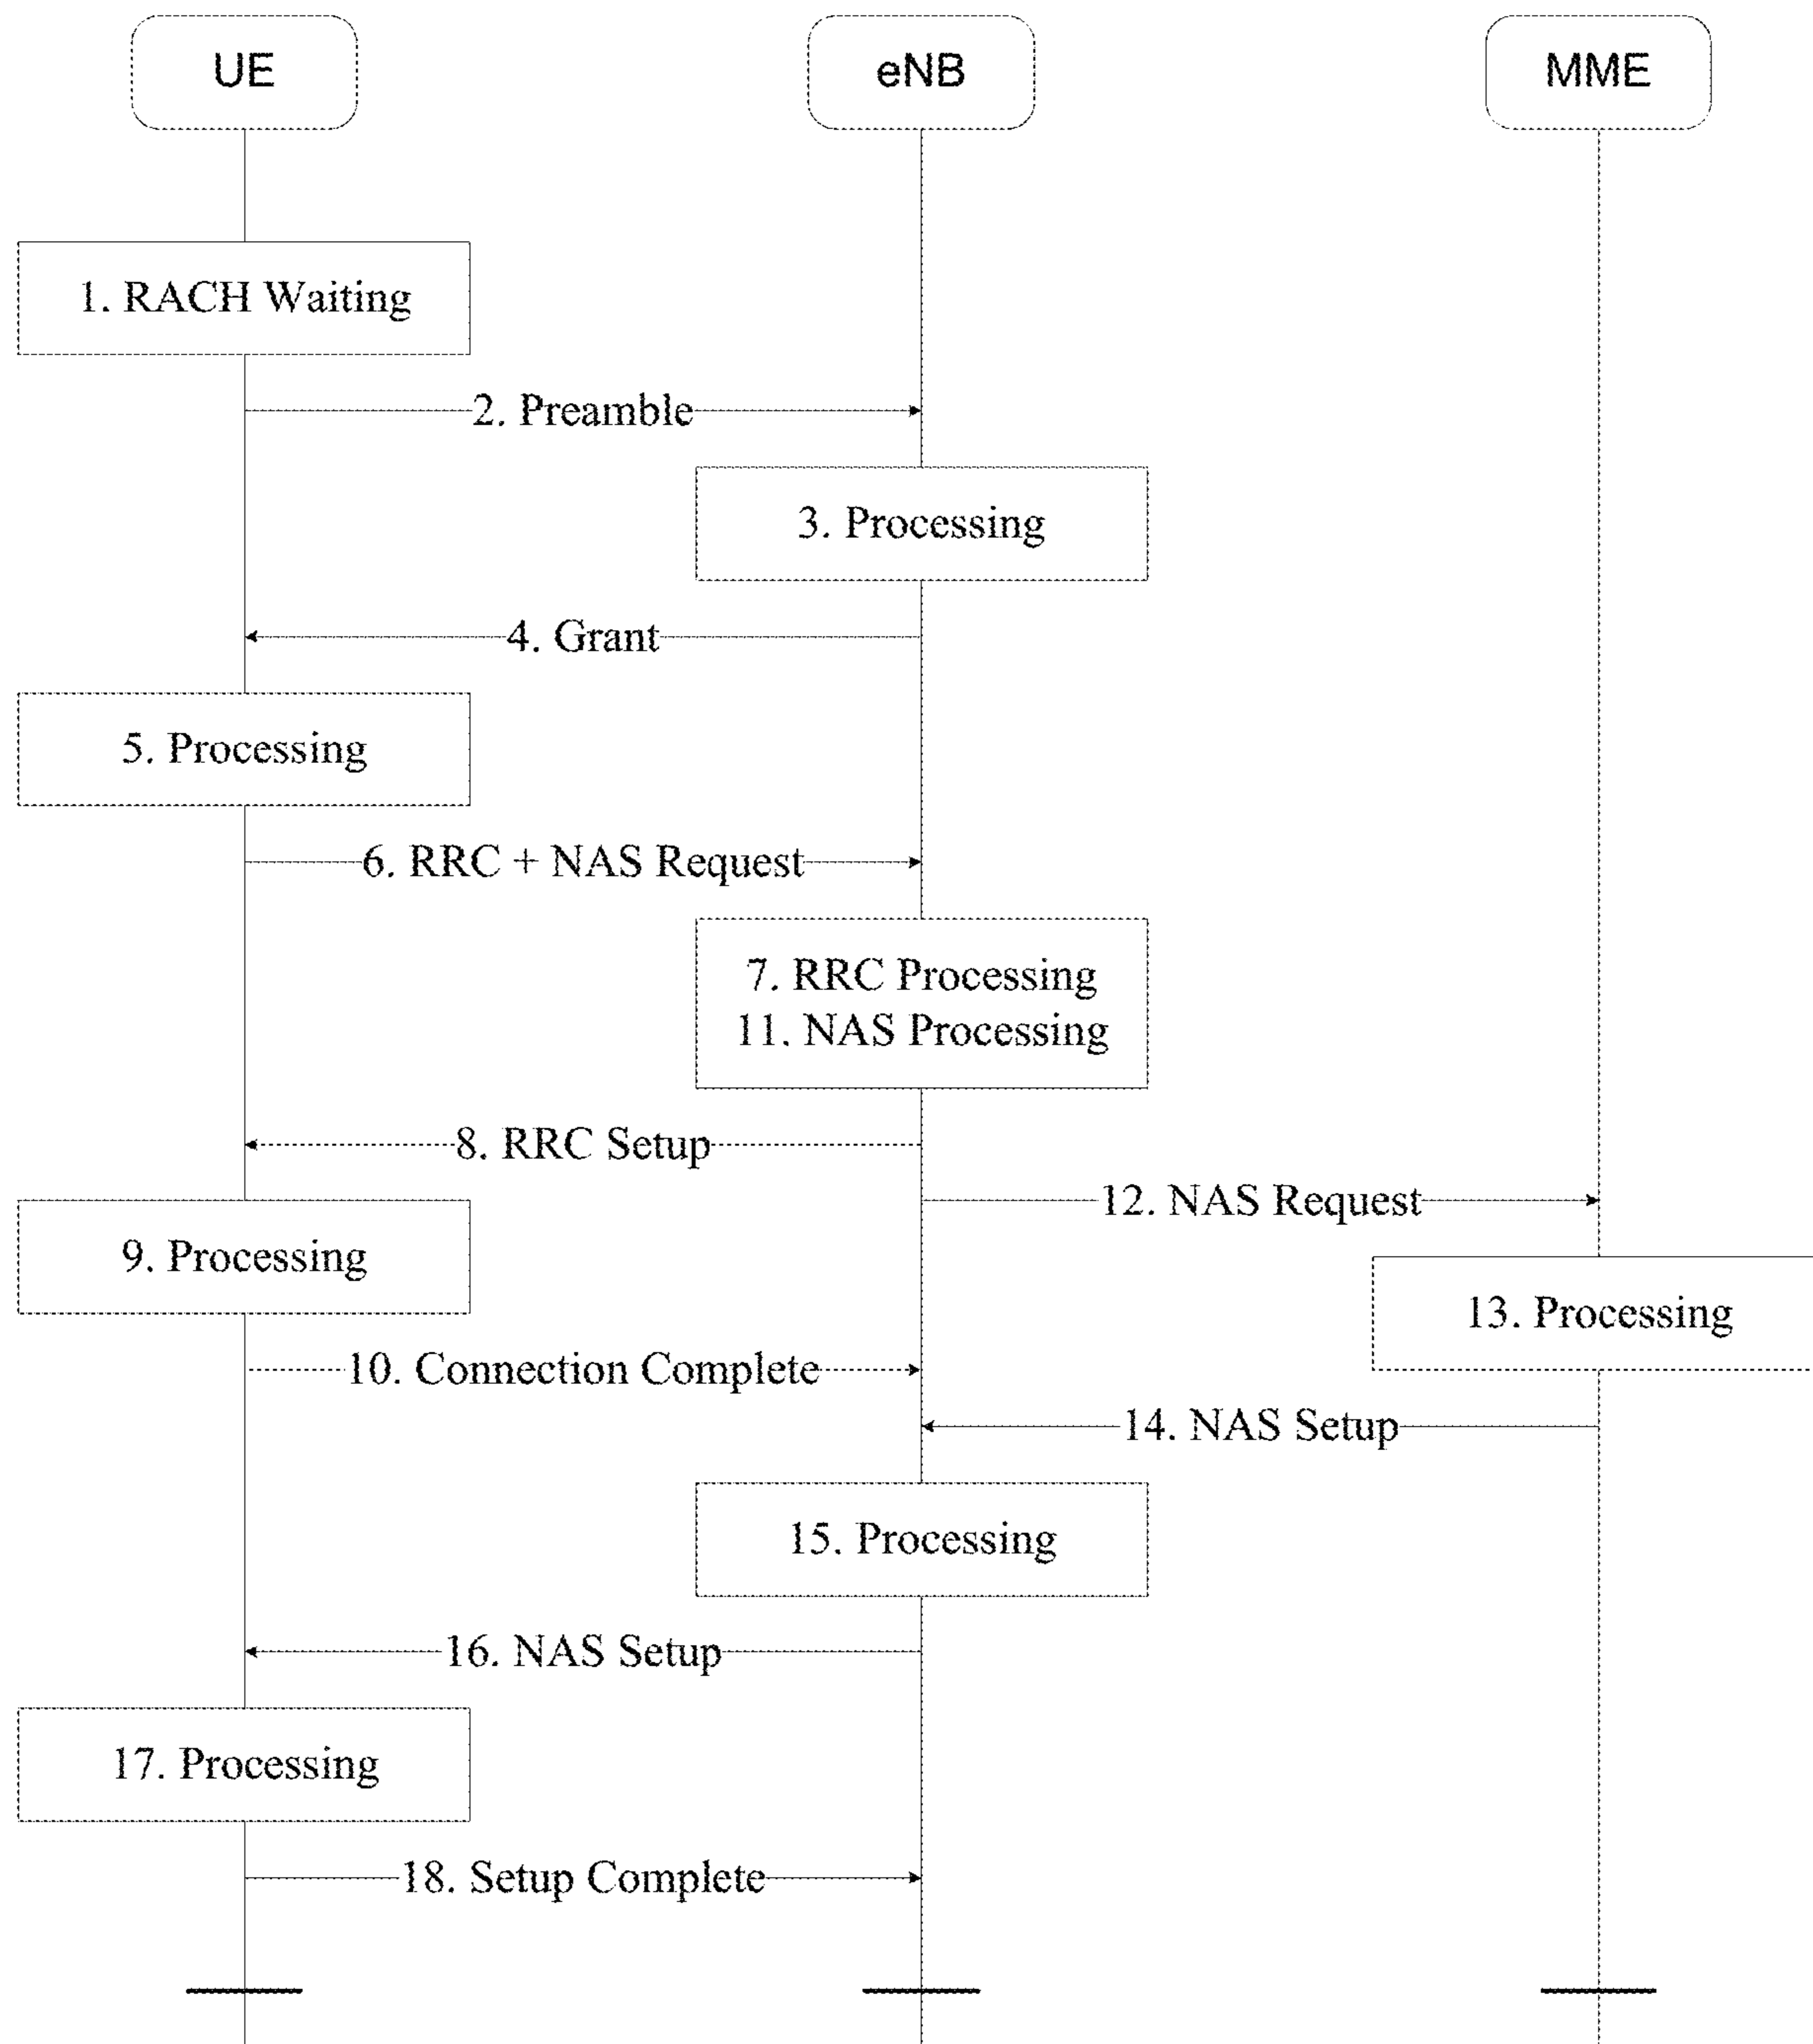 UE
eNB
MME
1. RACH Waiting
2. Preamble
3. Processing
4. Grant
5. Processing
6. RRC + NAS Request
7. RRC Processing
11. NAS Processing
8. RRC Setup
12. NAS Request
9. Processing
13. Processing
10. Connection Complete
14. NAS Setup
15. Processing
16. NAS Setup
17. Processing
18. Setup Complete